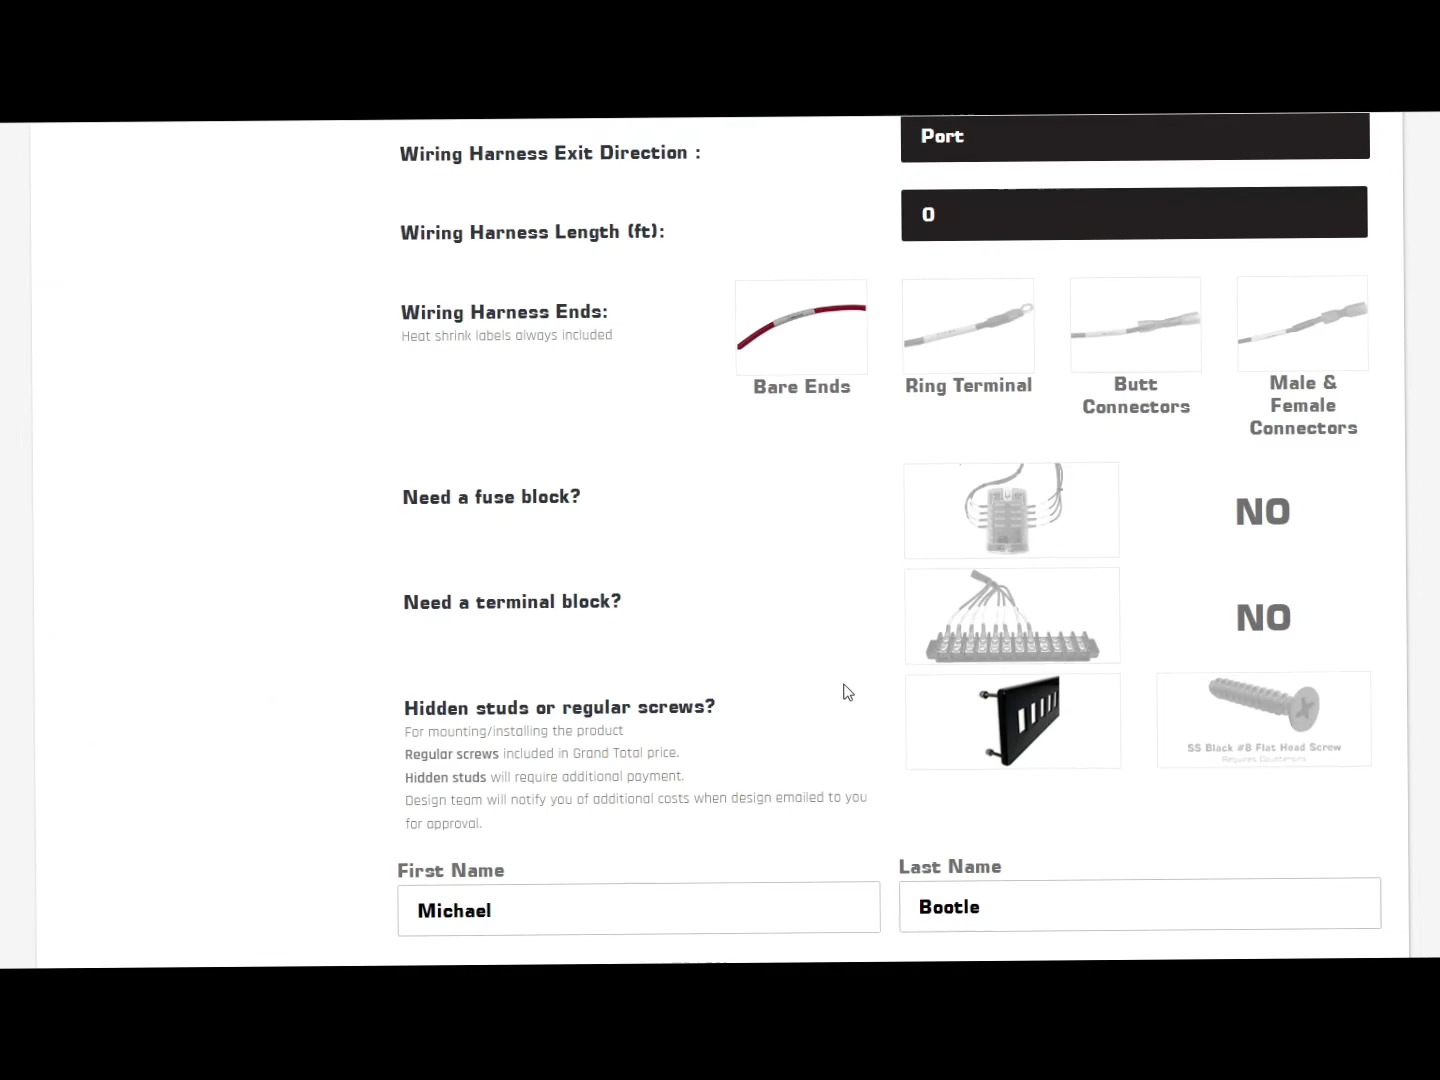 Port
Wiring Harness Exit Direction :
0
Wiring Harness Length (ft):
Wiring Harness Ends:
Heat shrink labels always included
Bare Ends
Ring Terminal
Butt
Connectors
Male &
Female
Connectors
Need a fuse block?
NO
Need a terminal block?
NO
Hidden studs or regular screws?
For mounting/installing the product
Regular screws included in Grand Total price.
Hidden studs will require additional payment.
Design team will notify you of additional costs when design emailed to you
for approval.
SS Black #8 Flat Head Screw
Requires Countersink
First Name
Last Name
Michael
Bootle